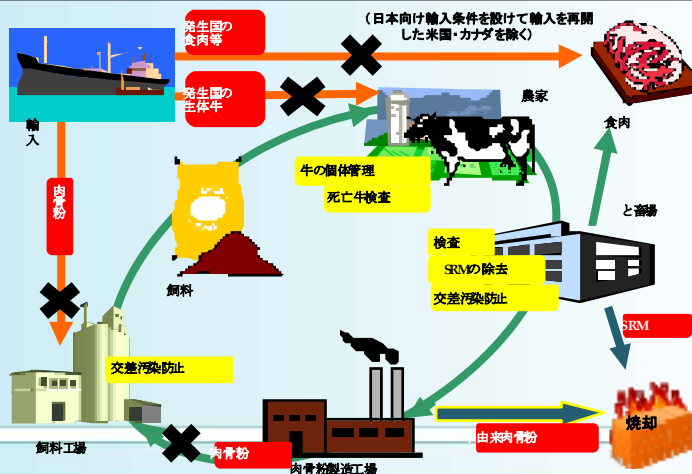 発生国の
食肉等
（日本向け輸入条件を設けて輸入を再開
した米国・カナダを除く）
発生国の
生体牛
輸
入
農家
食肉
肉骨粉
牛の個体管理
死亡牛検査
と畜場
検査
SRMの除去
交差汚染防止
飼料
SRM
交差汚染防止
焼却
飼料工場
肉骨粉
由来肉骨粉
肉骨粉製造工場